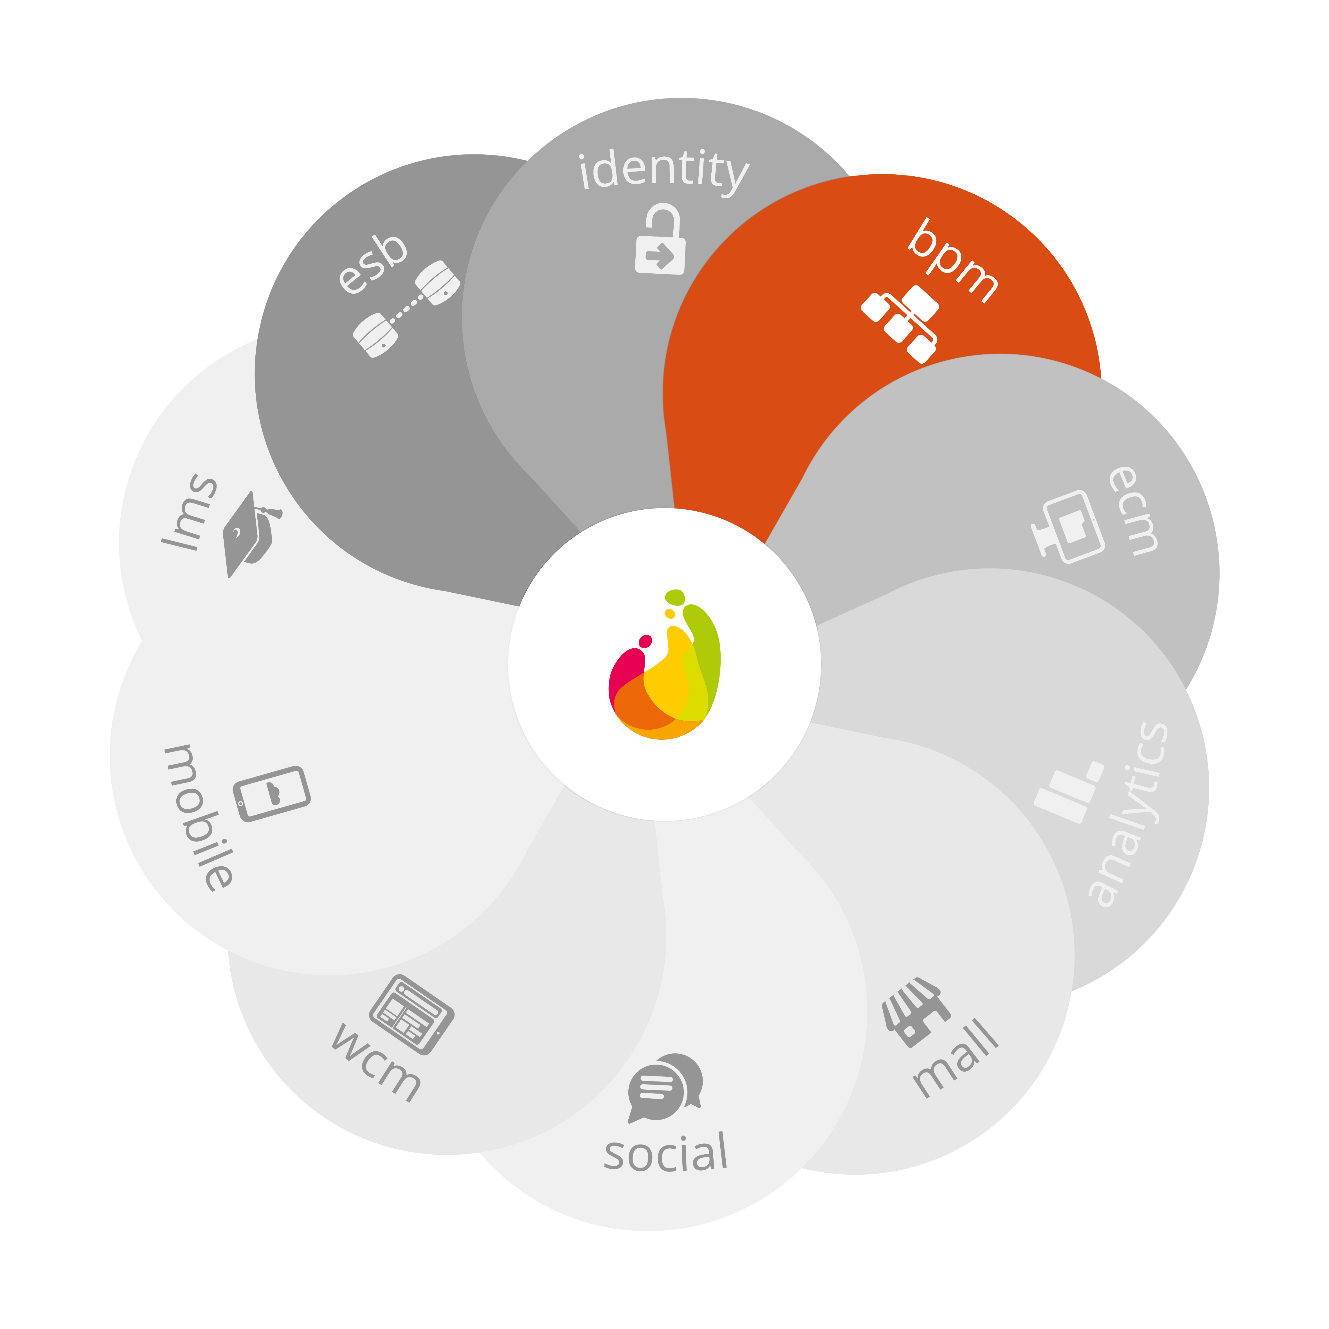 identity
bpm
ecm
analytics
mall
social
wcm
mobile
lms
esb